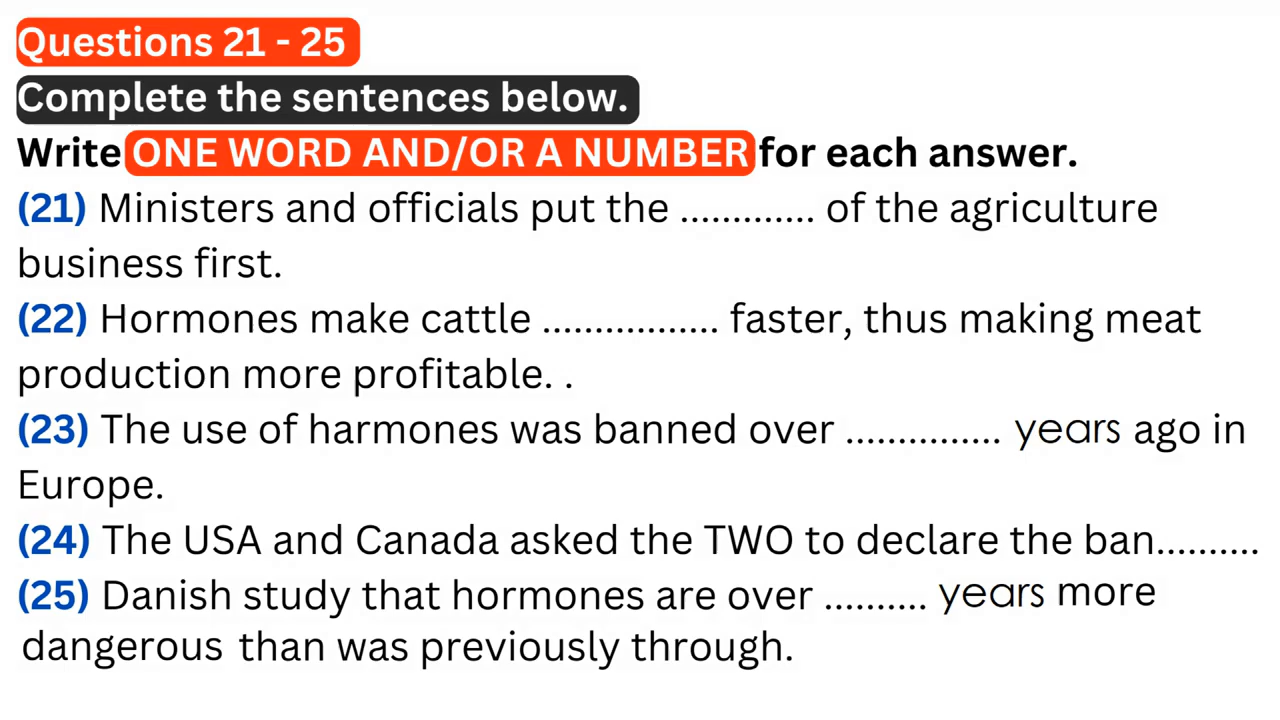 Questions 21 - 25
Complete the sentences below.
Write ONE WORD AND/OR A NUMBER for each answer.
(21) Ministers and officials put the ............. of the agriculture
business first.
(22) Hormones make cattle ................. faster, thus making meat
production more profitable. .
(23) The use of harmones was banned over ............... years ago in
Europe.
(24) The USA and Canada asked the TWO to declare the ban..........
(25) Danish study that hormones are over .......... years more
dangerous than was previously through.